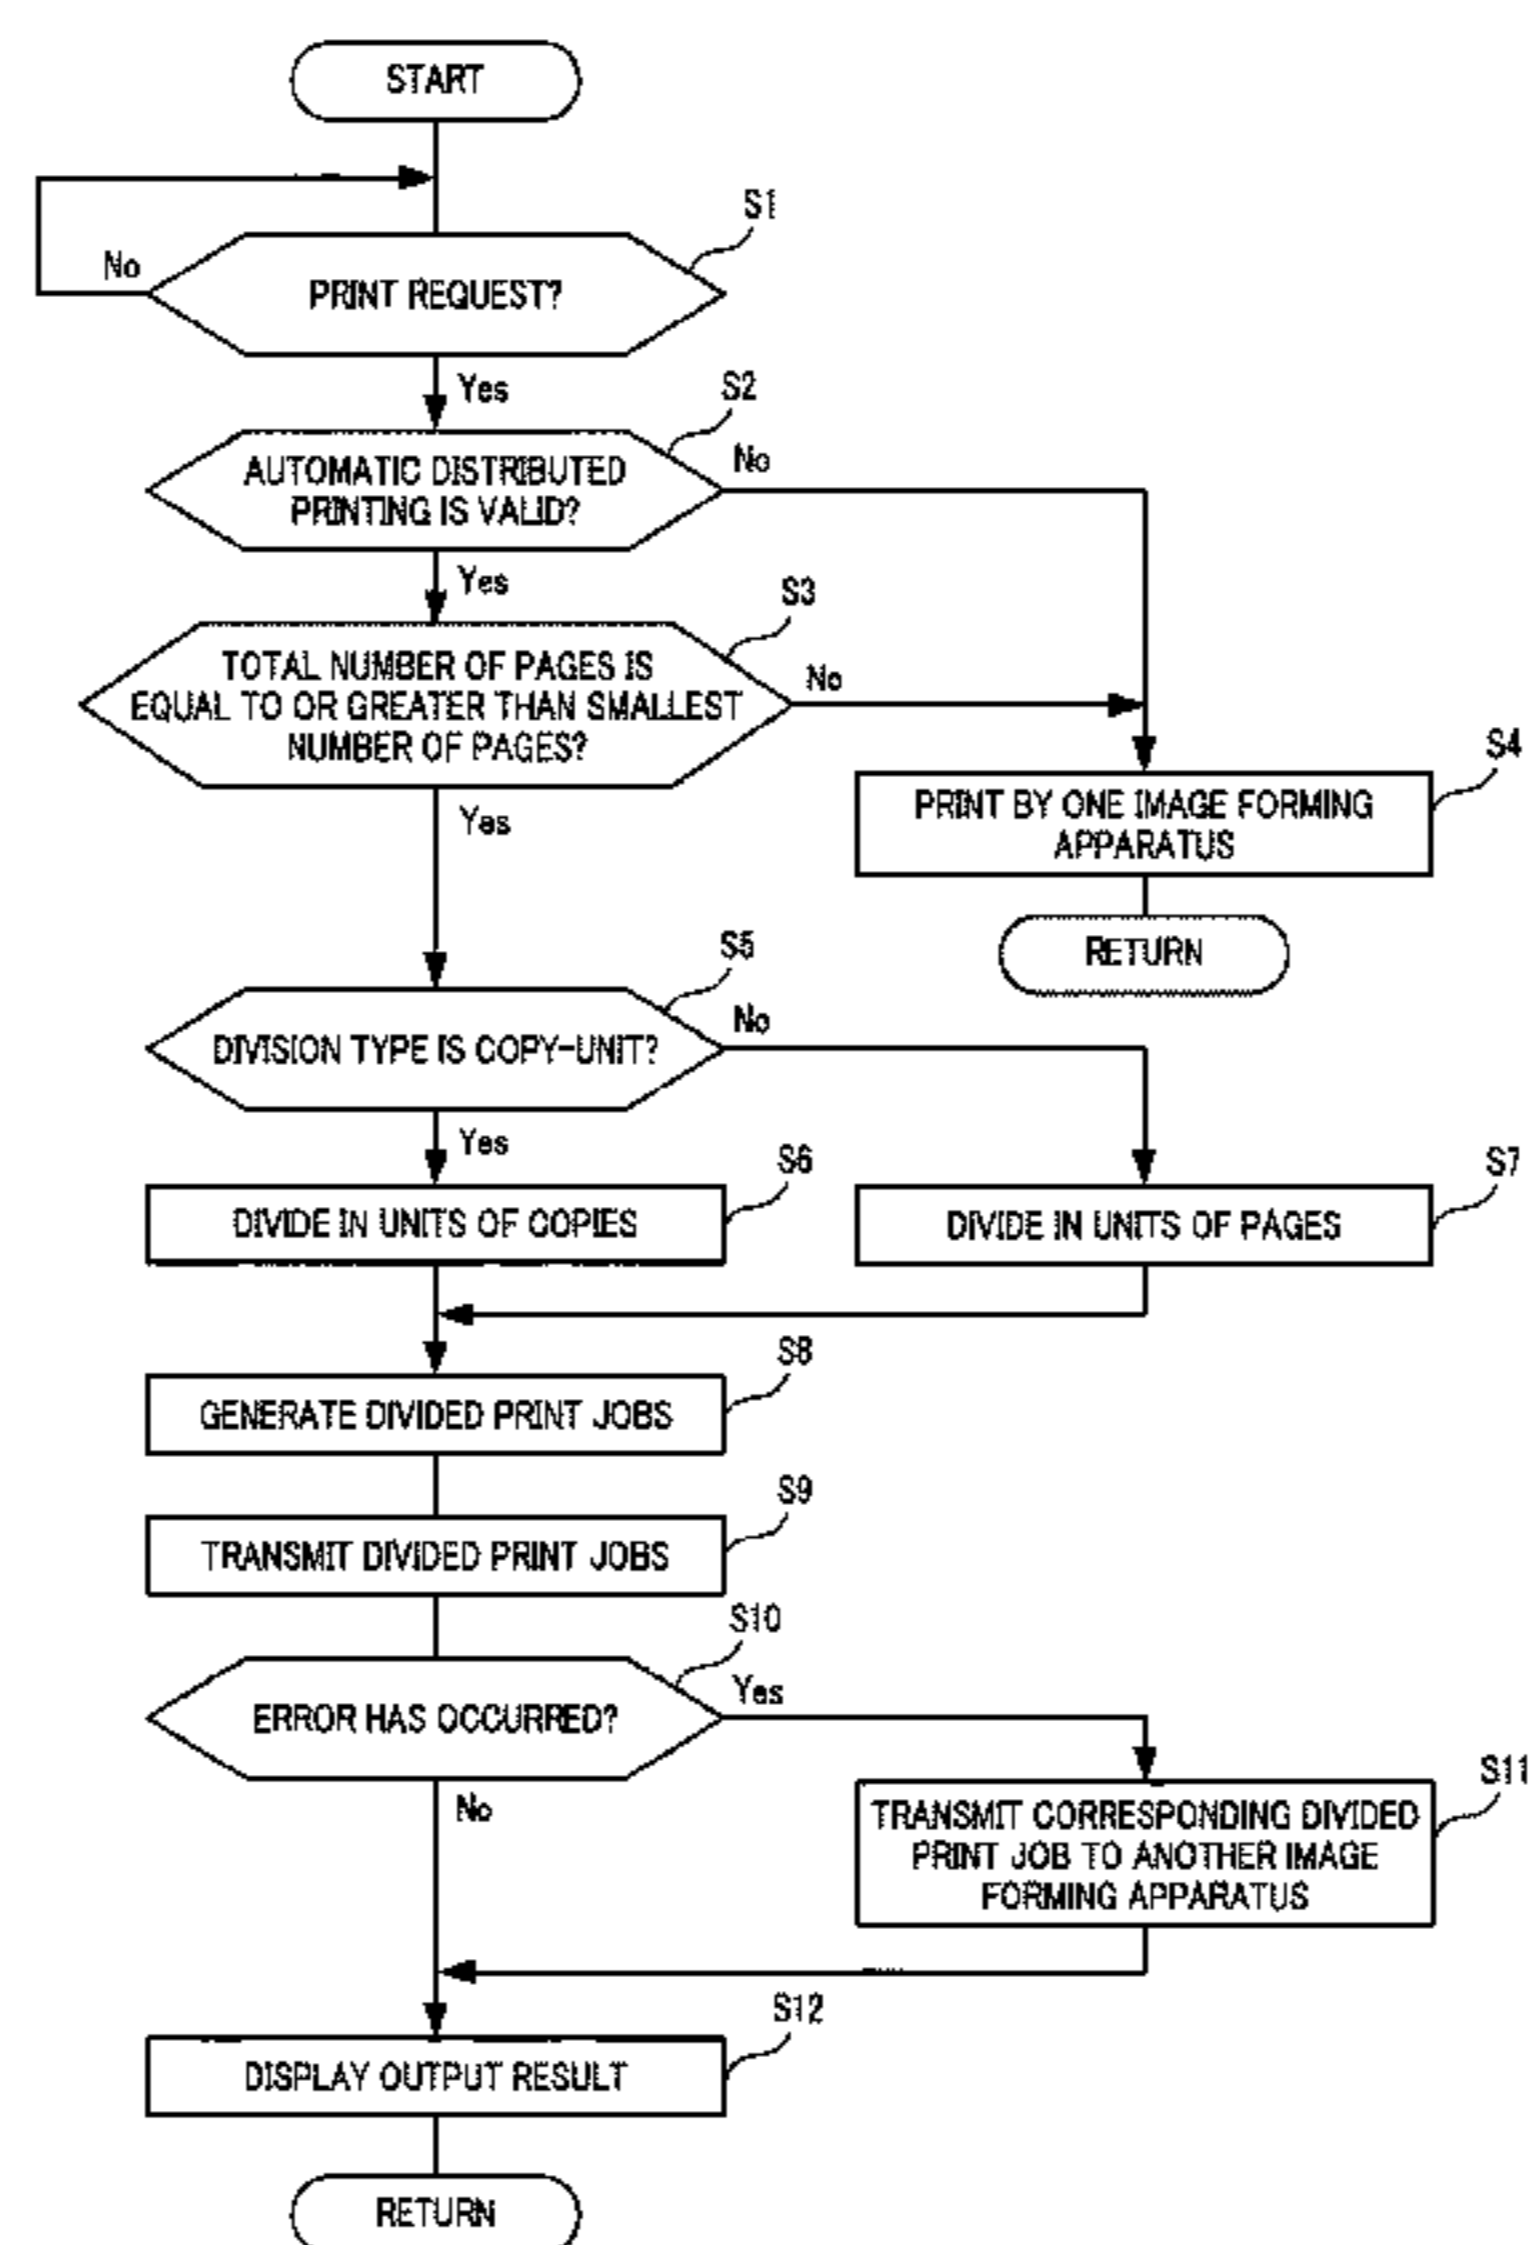 START
S1
No
PRINT REQUEST?
Yes
S2
AUTOMATIC DISTRIBUTED
PRINTING IS VALID?
No
Yes
S3
TOTAL NUMBER OF PAGES IS
EQUAL TO OR GREATER THAN SMALLEST
NUMBER OF PAGES?
No
Yes
S4
PRINT BY ONE IMAGE FORMING
APPARATUS
RETURN
S5
DIVISION TYPE IS COPY-UNIT?
No
Yes
S6
DIVIDE IN UNITS OF COPIES
S7
DIVIDE IN UNITS OF PAGES
S8
GENERATE DIVIDED PRINT JOBS
S9
TRANSMIT DIVIDED PRINT JOBS
S10
ERROR HAS OCCURRED?
Yes
No
S11
TRANSMIT CORRESPONDING DIVIDED
PRINT JOB TO ANOTHER IMAGE
FORMING APPARATUS
S12
DISPLAY OUTPUT RESULT
RETURN